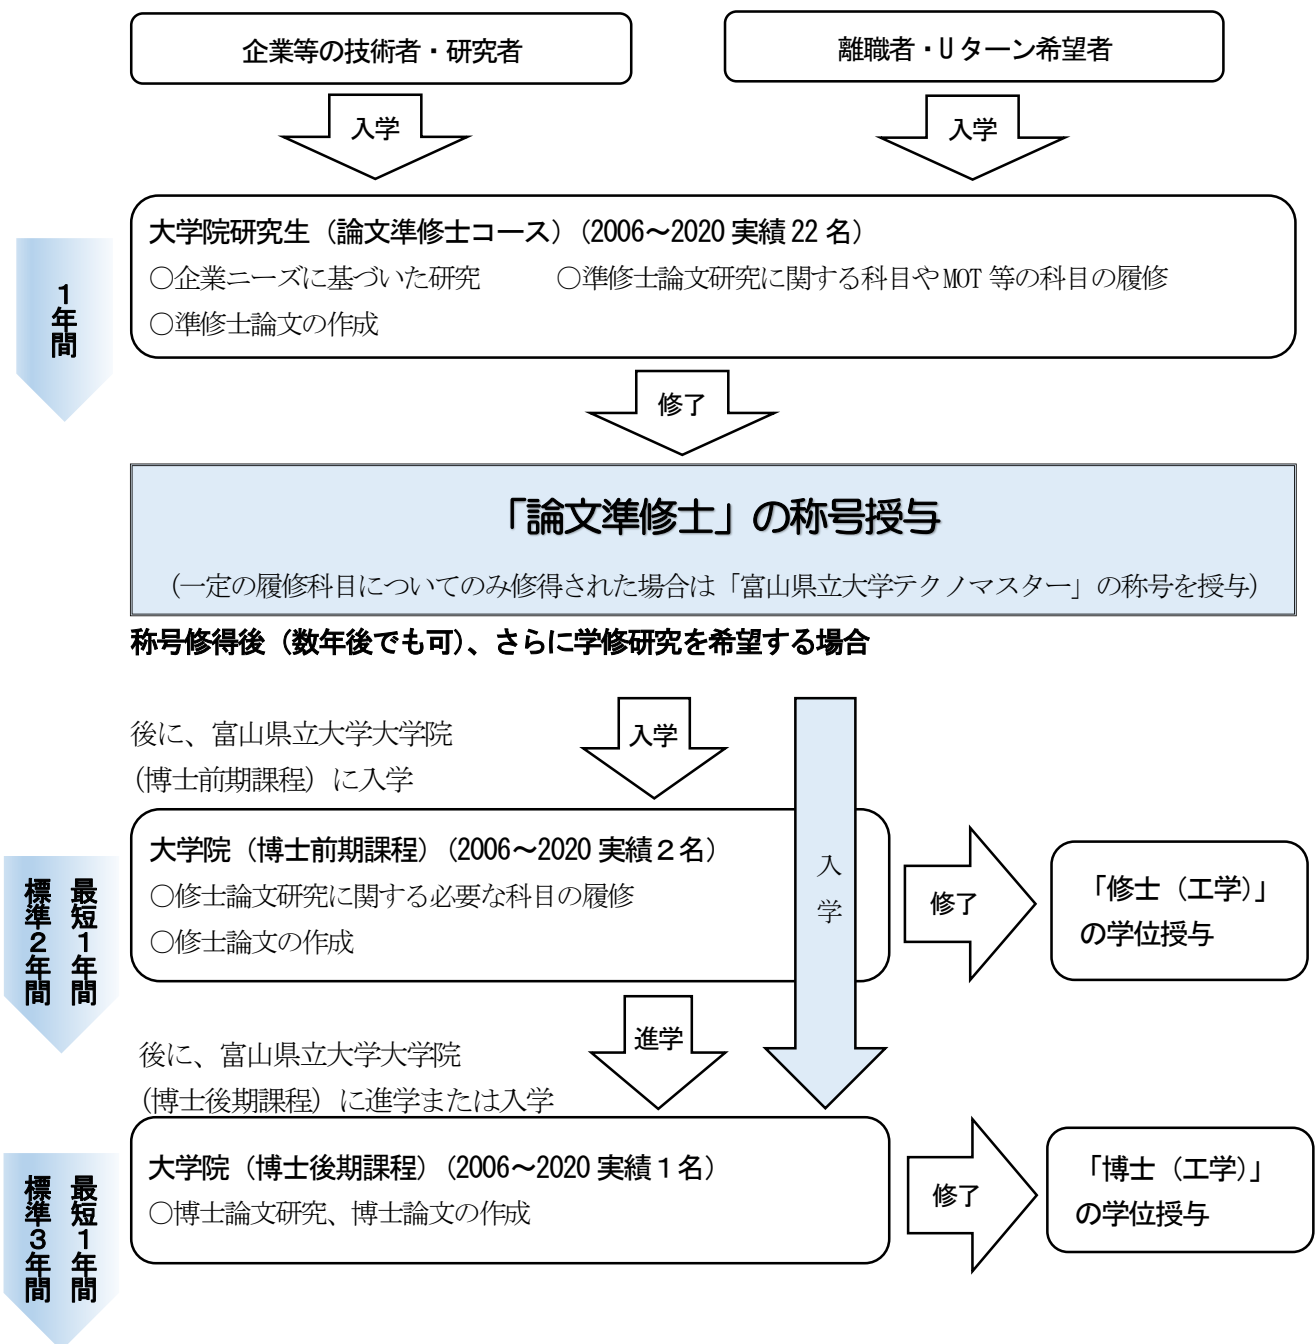 企業等の技術者・研究者
離職者・Uターン希望者
入学
入学
大学院研究生（論文準修士コース）（2006～2020 実績 22 名）
○企業ニーズに基づいた研究 ○準修士論文研究に関する科目や MOT 等の科目の履修
○準修士論文の作成
1年間
修了
「論文準修士」の称号授与
（一定の履修科目についてのみ修得された場合は「富山県立大学テクノマスター」の称号を授与）
称号修得後（数年後でも可）、さらに学修研究を希望する場合
入学
後に、富山県立大学大学院
（博士前期課程）に入学
入学
大学院（博士前期課程）（2006～2020 実績２名）
○修士論文研究に関する必要な科目の履修
○修士論文の作成
最短１年間
標準２年間
修了
「修士（工学）」
の学位授与
進学
後に、富山県立大学大学院
（博士後期課程）に進学または入学
大学院（博士後期課程）（2006～2020 実績１名）
○博士論文研究、博士論文の作成
最短１年間
標準３年間
修了
「博士（工学）」
の学位授与